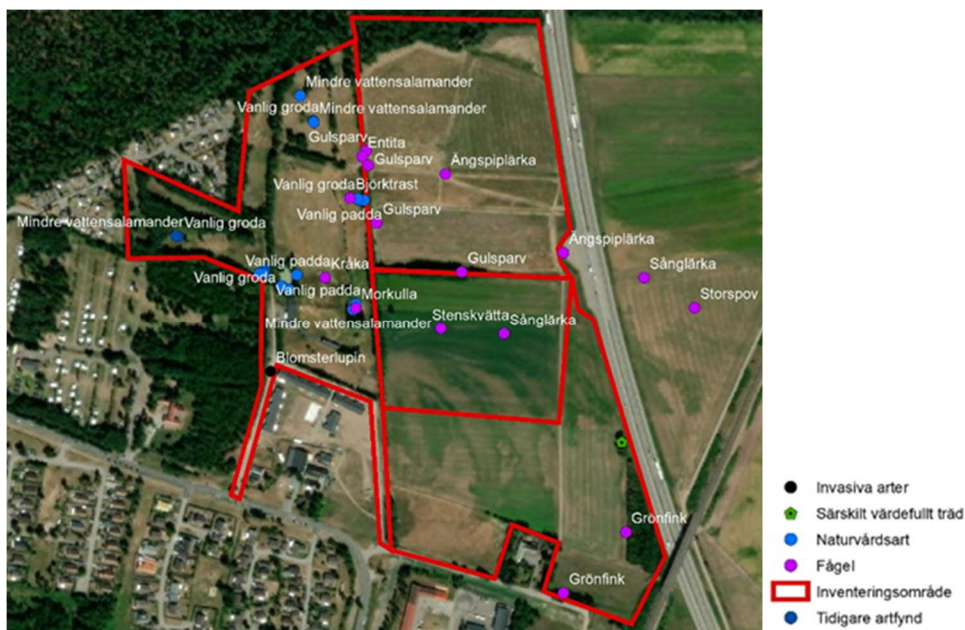 Mindre vattensalamander
Vanlig groda Mindre vattensalamander
Gulsparv Entita
Gulsparv
Ängspiplärka
Vanlig groda Björktrast
Vanlig padda Gulsparv
Mindre vattensalamander Vanlig groda
Ängspiplärka
Vanlig padda Kråka
Gulsparv
Vanlig groda
Sånglärka
Vanlig padda Morkulla
Storspov
Mindre vattensalamander Stenskvätta
Sånglärka
Blomsterlupin
Grönfink
Grönfink
Invasiva arter
Särskilt värdefullt träd
Naturvårdsart
Fågel
Inventeringsområde
Tidigare artfynd